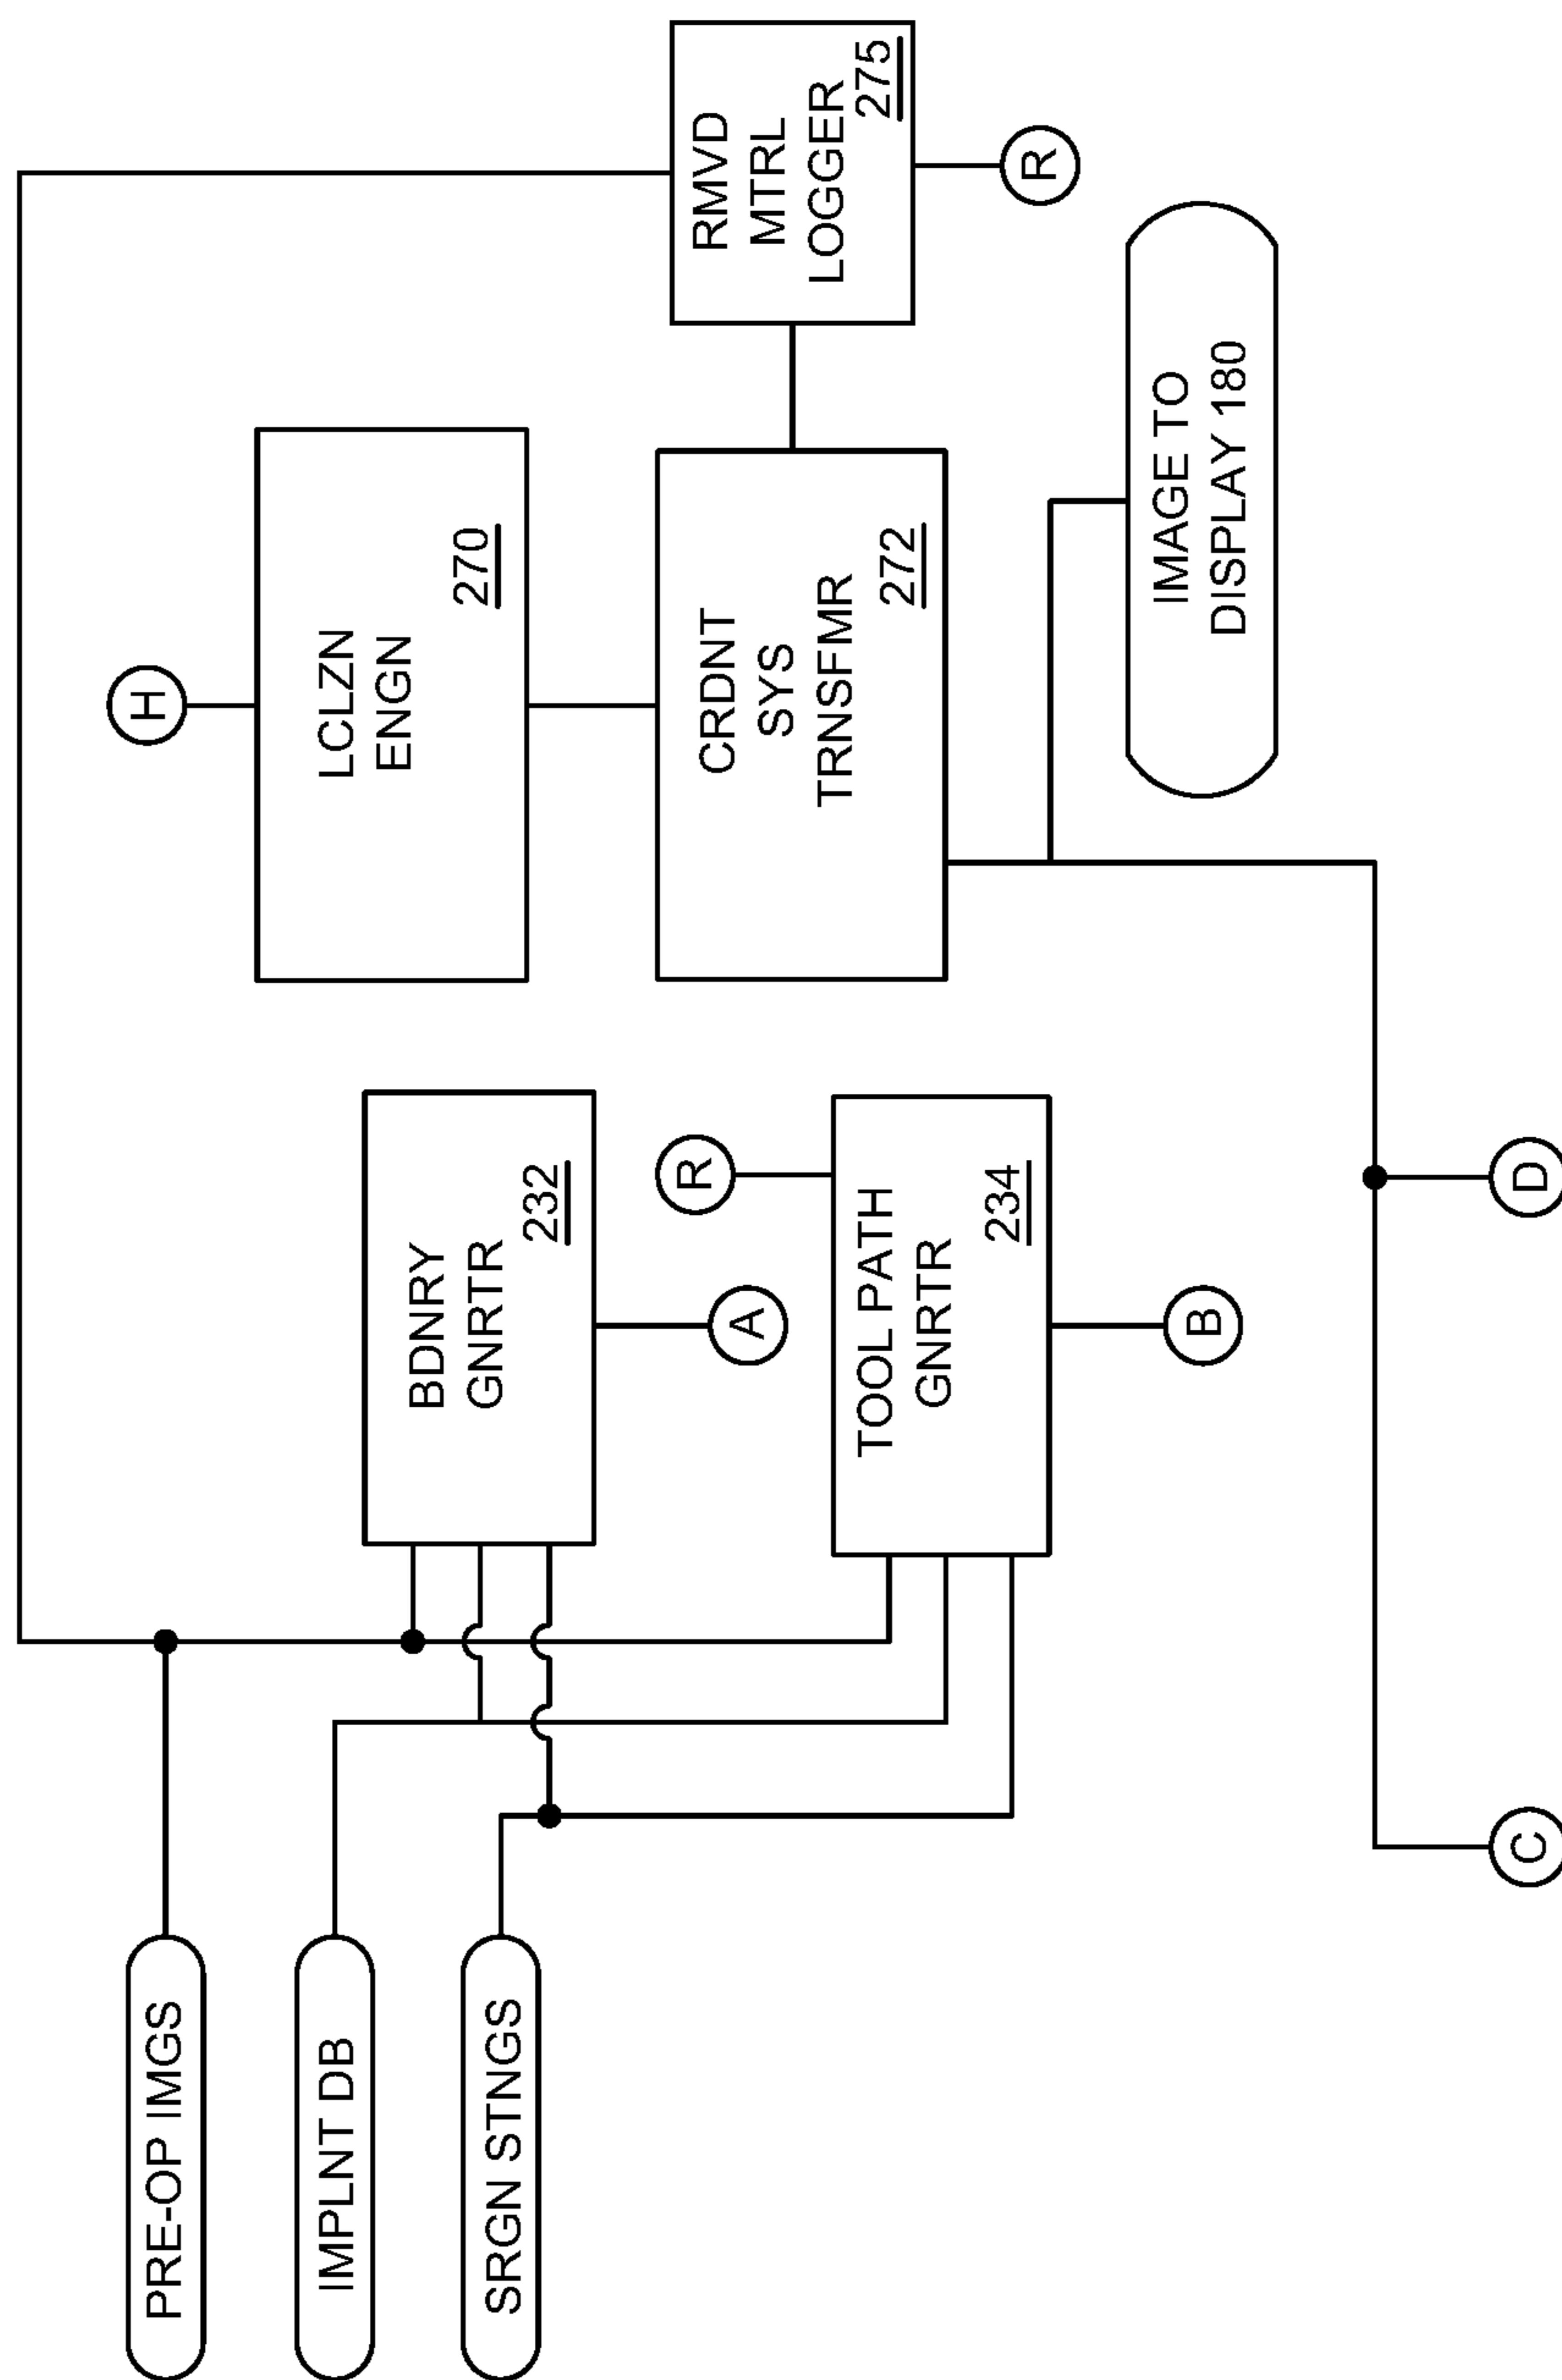 PRE-OP IMGS
IMPLNT DB
SRGN STNGS
BDNRY
GNRTR
232
A
R
TOOL PATH
GNRTR
234
B
H
LCLZN
ENGN
270
CRDNT
SYS
TRNSFMR
272
RMVD
MTRL
LOGGER
275
R
IMAGE TO
DISPLAY 180
C
D